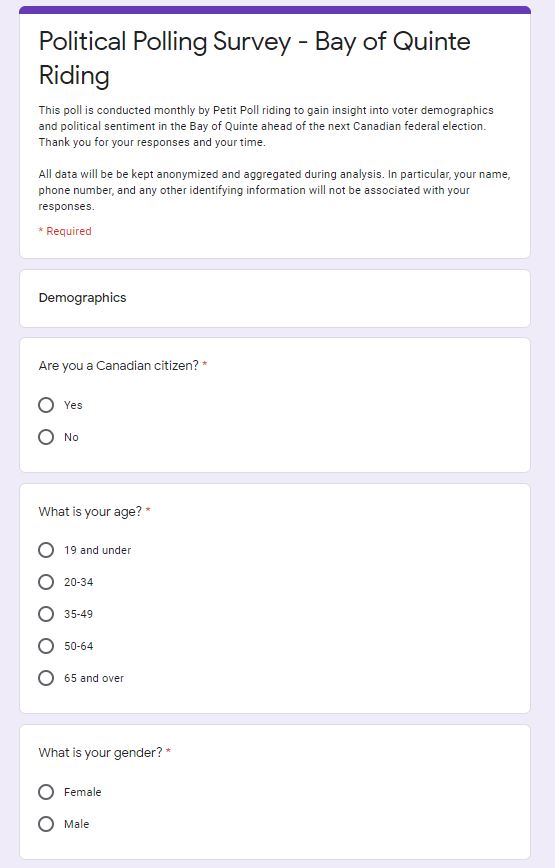 Political Polling Survey - Bay of Quinte
Riding
This poll is conducted monthly by Petit Poll riding to gain insight into voter demographics
and political sentiment in the Bay of Quinte ahead of the next Canadian federal election.
Thank you for your responses and your time.
All data will be be kept anonymized and aggregated during analysis. In particular, your name,
phone number, and any other identifying information will not be associated with your
responses.
* Required
Demographics
Are you a Canadian citizen? *
Yes
No
What is your age? *
19 and under
20-34
35-49
50-64
65 and over
What is your gender? *
Female
Male